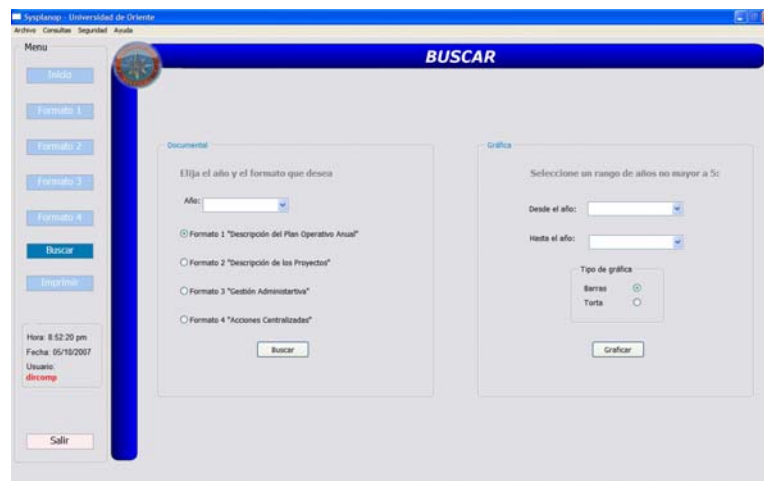 Sysplanop - Universidad de Oriente
Archivo Consultas Seguridad Ayuda
Menu
BUSCAR
Inicio
Formato 1
Formato 2
Formato 3
Formato 4
Buscar
Imprimir
Hora: 8:52:20 pm
Fecha: 05/10/2007
Usuario:
dircomp
Salir
Documental
Elija el año y el formato que desea
Año:
Formato 1 "Descripción del Plan Operativo Anual"
Formato 2 "Descripción de los Proyectos"
Formato 3 "Gestión Administartiva"
Formato 4 "Acciones Centralizadas"
Buscar
Gráfica
Seleccione un rango de años no mayor a 5:
Desde el año:
Hasta el año:
Tipo de gráfica
Barras
Torta
Graficar